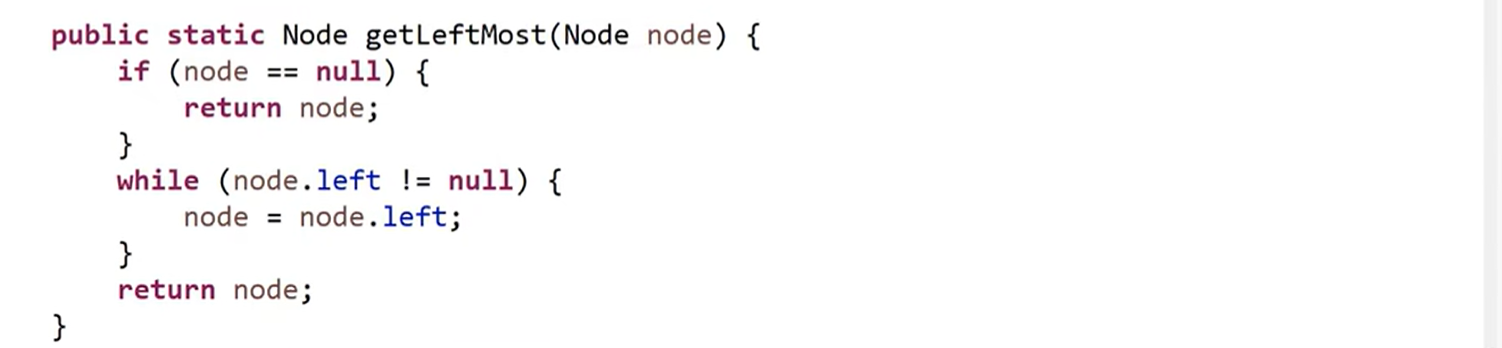 public static Node getLeftMost(Node node) {
    if (node == null) {
        return node;
    }
    while (node.left != null) {
        node = node.left;
    }
    return node;
}